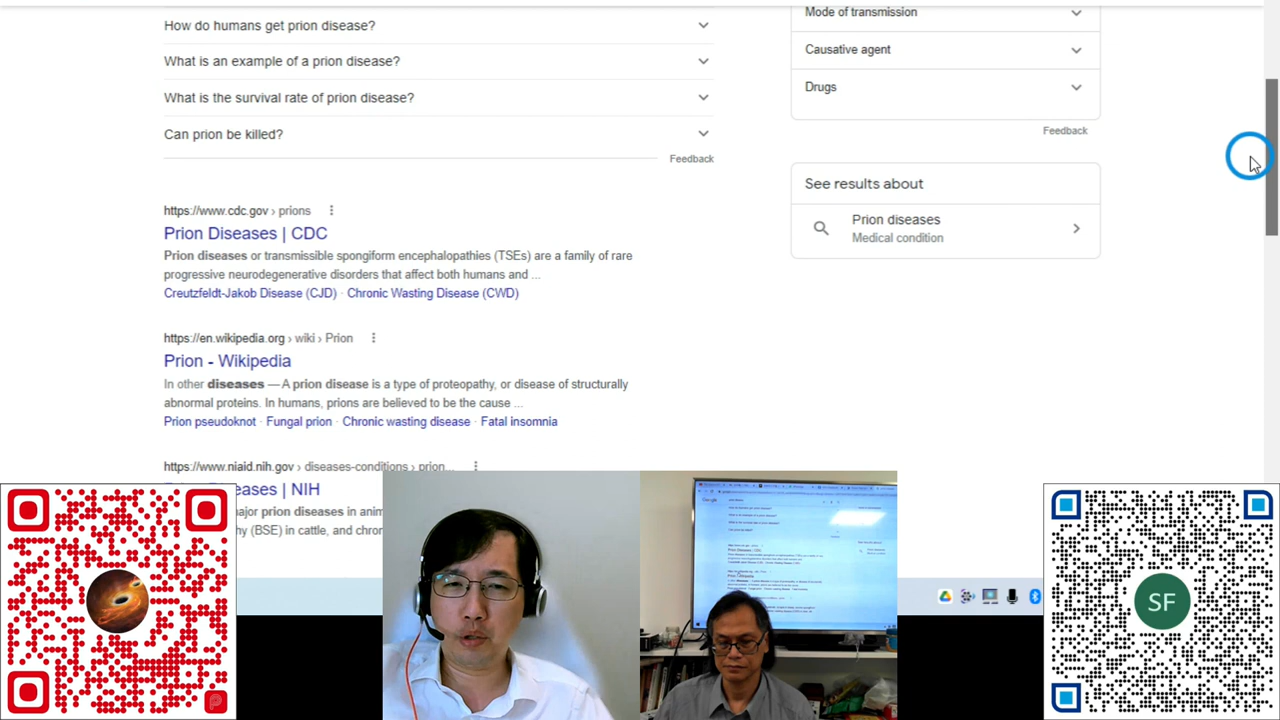 How do humans get prion disease?
What is an example of a prion disease?
What is the survival rate of prion disease?
Can prion be killed?
Feedback
Mode of transmission
Causative agent
Drugs
Feedback
See results about
Prion diseases
Medical condition
https://www.cdc.gov › prions
Prion Diseases | CDC
Prion diseases or transmissible spongiform encephalopathies (TSEs) are a family of rare
progressive neurodegenerative disorders that affect both humans and ...
Creutzfeldt-Jakob Disease (CJD) · Chronic Wasting Disease (CWD)
https://en.wikipedia.org › wiki › Prion
Prion - Wikipedia
In other diseases — A prion disease is a type of proteopathy, or disease of structurally
abnormal proteins. In humans, prions are believed to be the cause ...
Prion pseudoknot · Fungal prion · Chronic wasting disease · Fatal insomnia
https://www.niaid.nih.gov › diseases-conditions › prion...
eases | NIH
ajor prion diseases in anim
hy (BSE) in cattle, and chro
SF